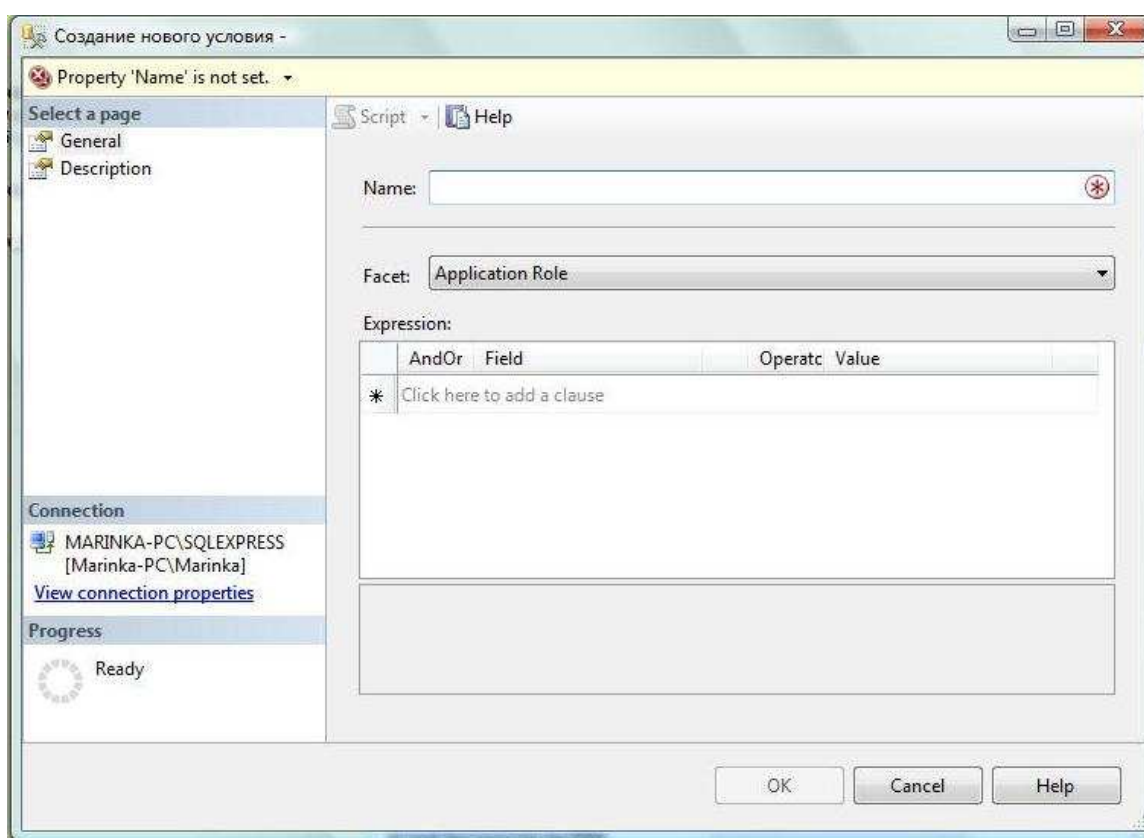 Создание нового условия -
Property 'Name' is not set.
Select a page
General
Description
Script
Help
Name:
Facet:
Application Role
Expression:
AndOr Field Operatc Value
Click here to add a clause
Connection
MARINKA-PC\SQLEXPRESS
[Marinka-PC\Marinka]
View connection properties
Progress
Ready
OK
Cancel
Help